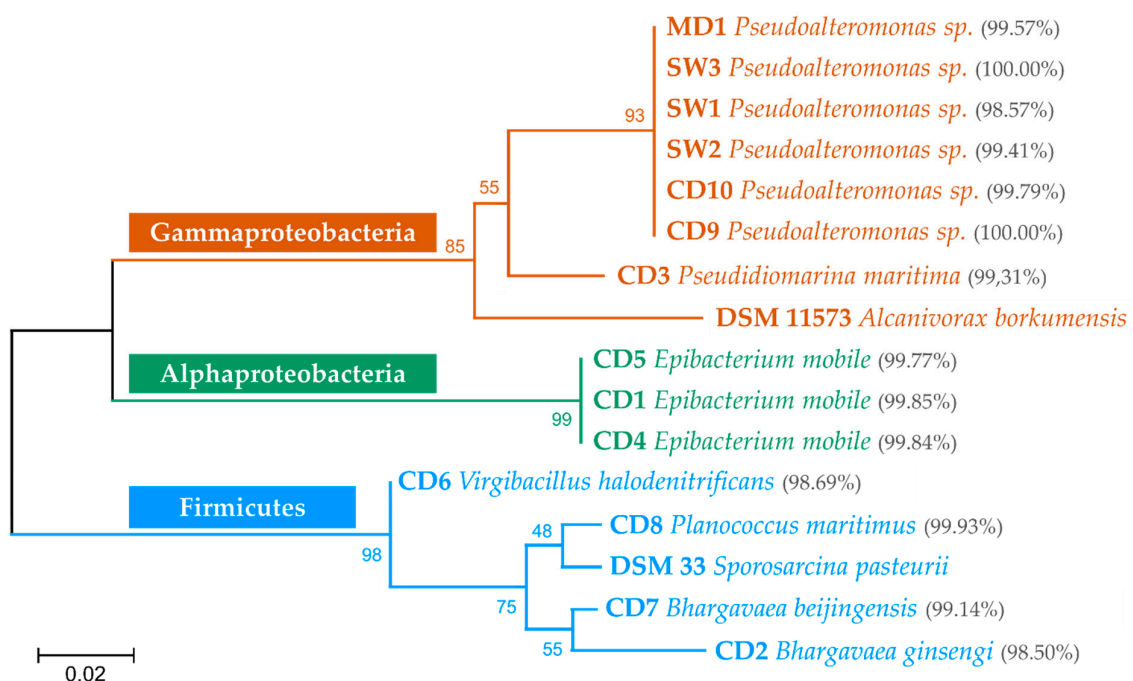 MD1 Pseudoalteromonas sp. (99.57%)
SW3 Pseudoalteromonas sp. (100.00%)
SW1 Pseudoalteromonas sp. (98.57%)
93
SW2 Pseudoalteromonas sp. (99.41%)
55
CD10 Pseudoalteromonas sp. (99.79%)
Gammaproteobacteria
85
CD9 Pseudoalteromonas sp. (100.00%)
CD3 Pseudidiomarina maritima (99,31%)
DSM 11573 Alcanivorax borkumensis
CD5 Epibacterium mobile (99.77%)
Alphaproteobacteria
CD1 Epibacterium mobile (99.85%)
99
CD4 Epibacterium mobile (99.84%)
CD6 Virgibacillus halodenitrificans (98.69%)
Firmicutes
CD8 Planococcus maritimus (99.93%)
48
98
DSM 33 Sporosarcina pasteurii
75
CD7 Bhargavaea beijingensis (99.14%)
55
CD2 Bhargavaea ginsengi (98.50%)
0.02